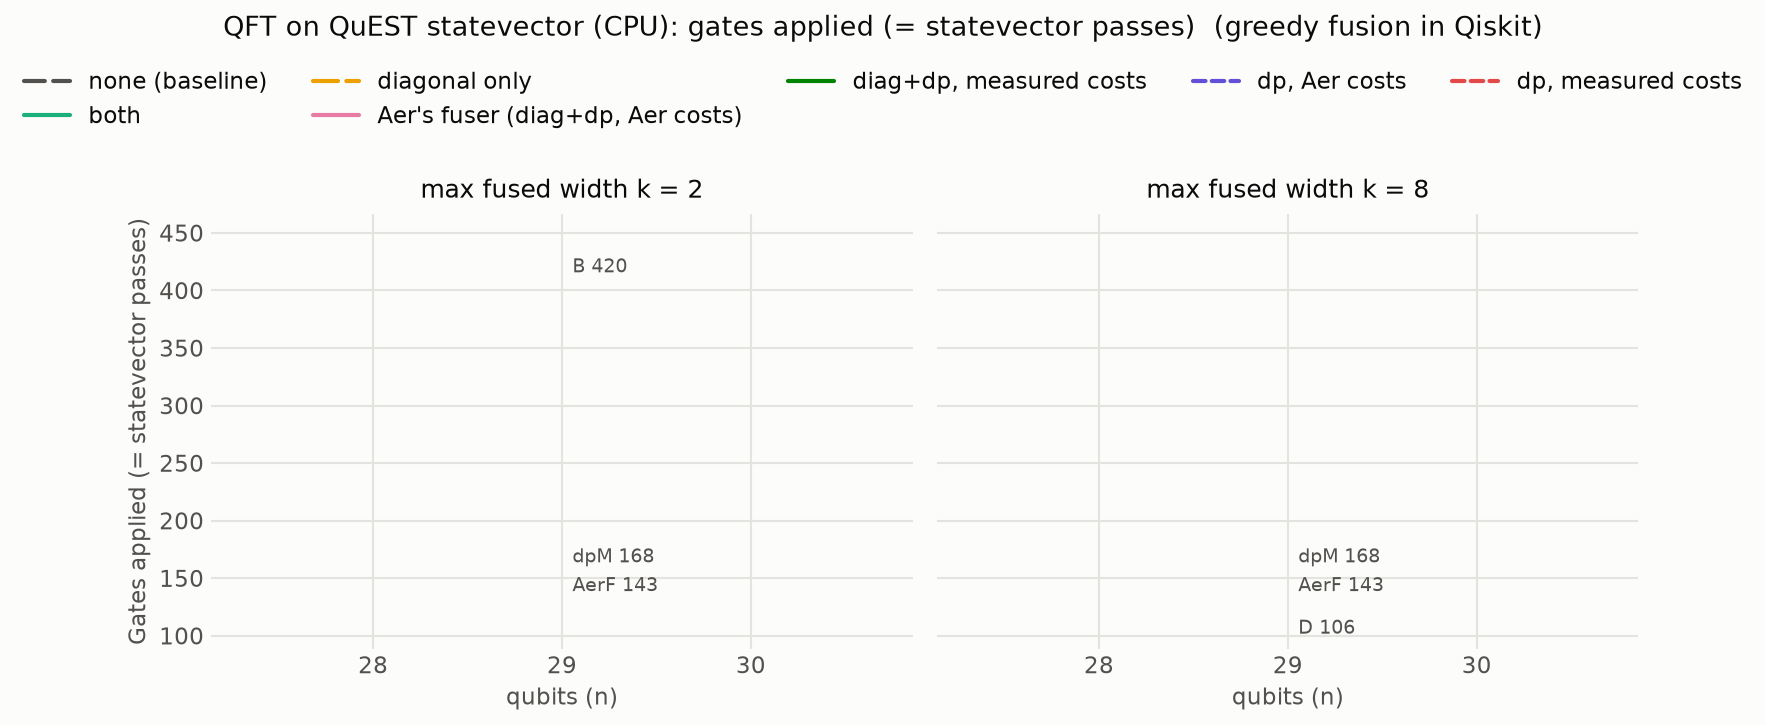 QFT on QuEST statevector (CPU): gates applied (= statevector passes)  (greedy fusion in Qiskit)
none (baseline) diagonal only diag+dp, measured costs dp, Aer costs dp, measured costs
both Aer's fuser (diag+dp, Aer costs)
max fused width k = 2
Gates applied (= statevector passes)
450
400
350
300
250
200
150
100
B 420
dpM 168
AerF 143
28 29 30
qubits (n)
max fused width k = 8
dpM 168
AerF 143
D 106
28 29 30
qubits (n)